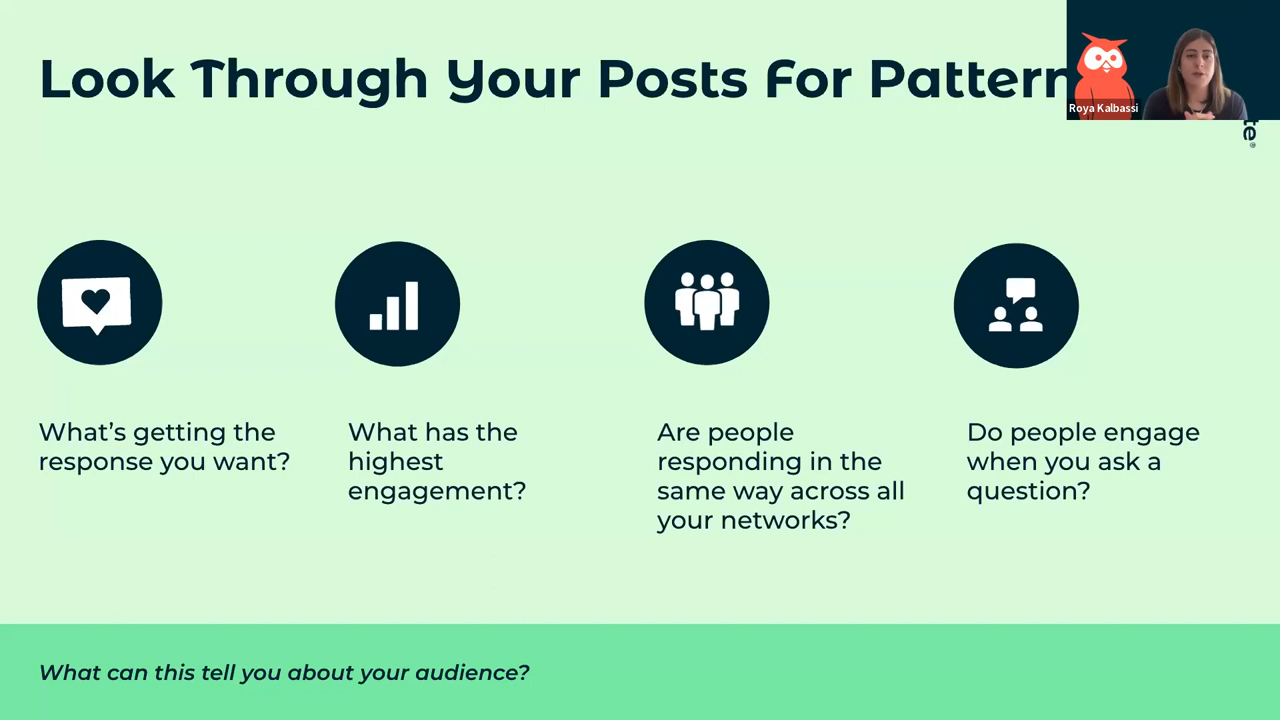 Look Through Your Posts For Pattern
Roya Kalbassi
te®
What’s getting the
response you want?
What has the
highest
engagement?
Are people
responding in the
same way across all
your networks?
Do people engage
when you ask a
question?
What can this tell you about your audience?